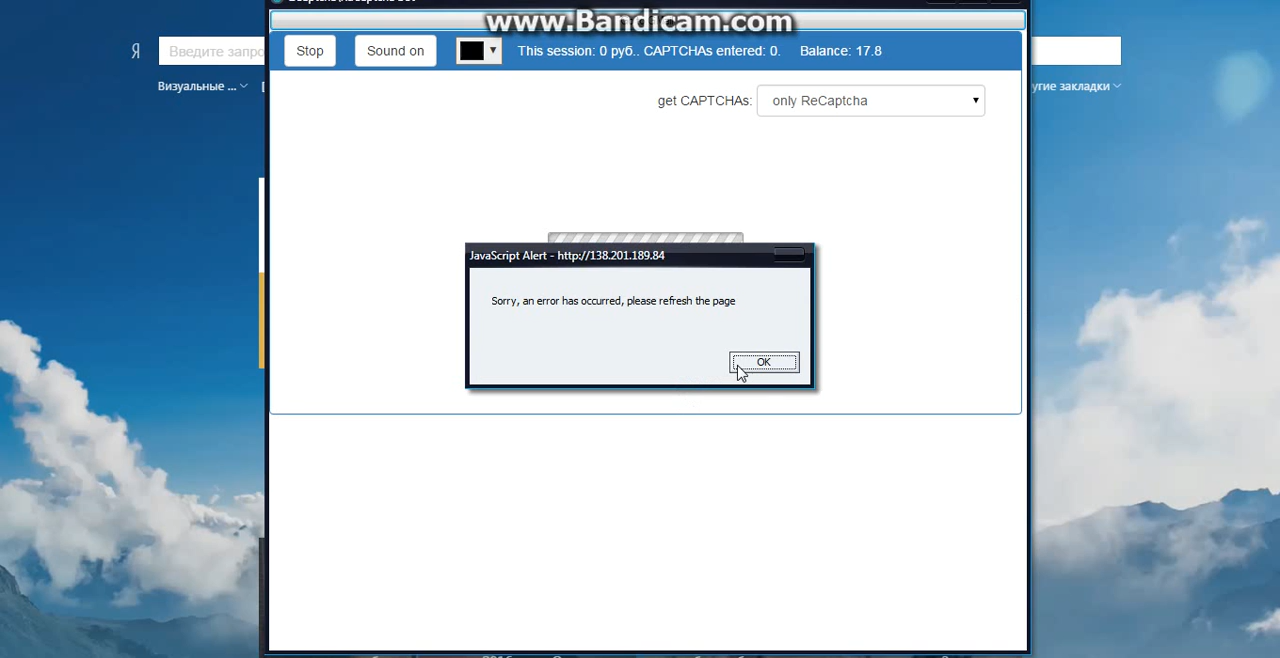 www.Bandicam.com
Я
Введите запро
Stop
Sound on
This session: 0 руб.. CAPTCHAs entered: 0.
Balance: 17.8
Визуальные ...
угие закладки
get CAPTCHAs:
only ReCaptcha
JavaScript Alert - http://138.201.189.84
Sorry, an error has occurred, please refresh the page
OK